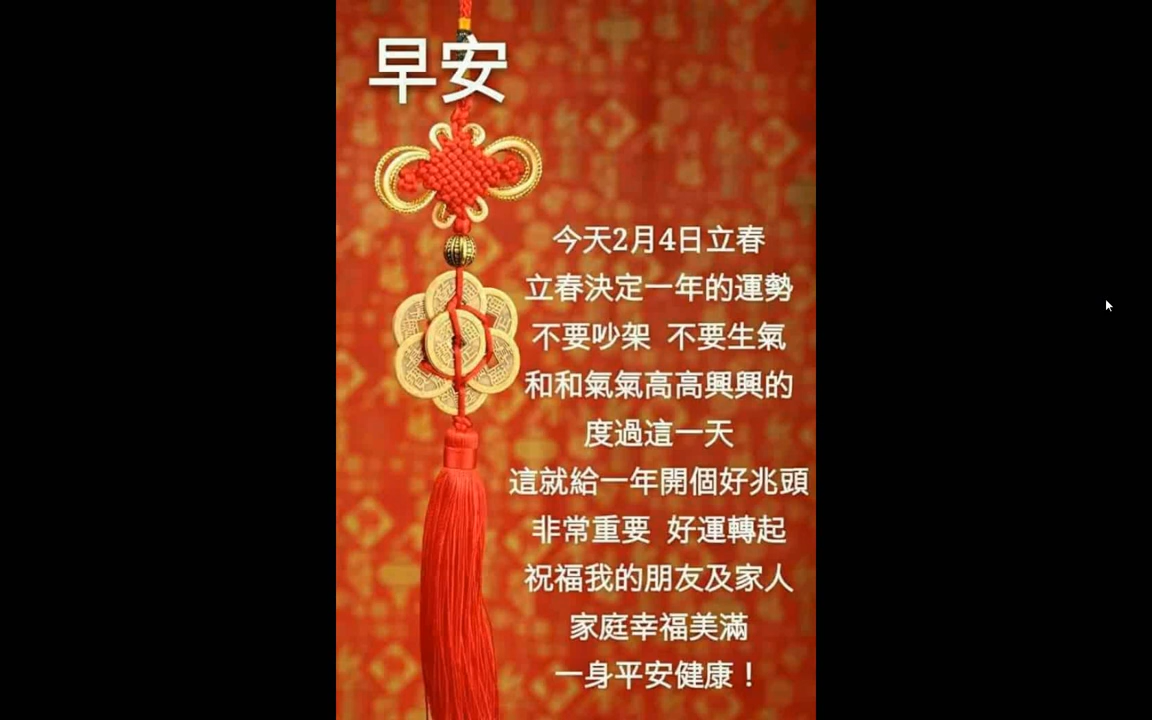 早安
今天2月4日立春
立春決定一年的運勢
不要吵架 不要生氣
和和氣氣高高興興的
度過這一天
這就給一年開個好兆頭
非常重要 好運轉起
祝福我的朋友及家人
家庭幸福美滿
一身平安健康！